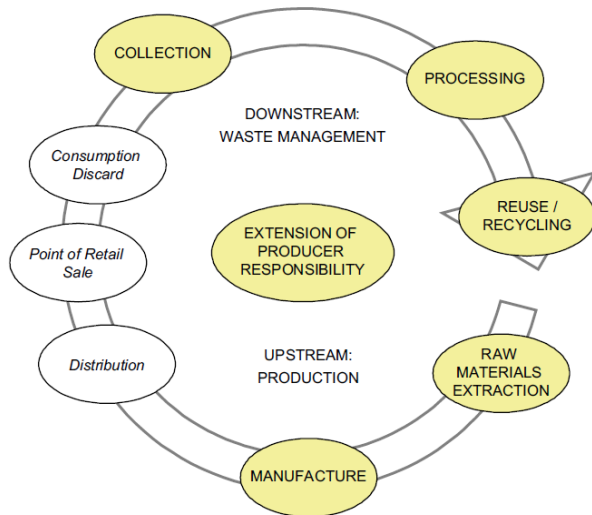 COLLECTION
PROCESSING
DOWNSTREAM:
WASTE MANAGEMENT
Consumption
Discard
REUSE /
RECYCLING
EXTENSION OF
PRODUCER
RESPONSIBILITY
Point of Retail
Sale
Distribution
UPSTREAM:
PRODUCTION
RAW
MATERIALS
EXTRACTION
MANUFACTURE